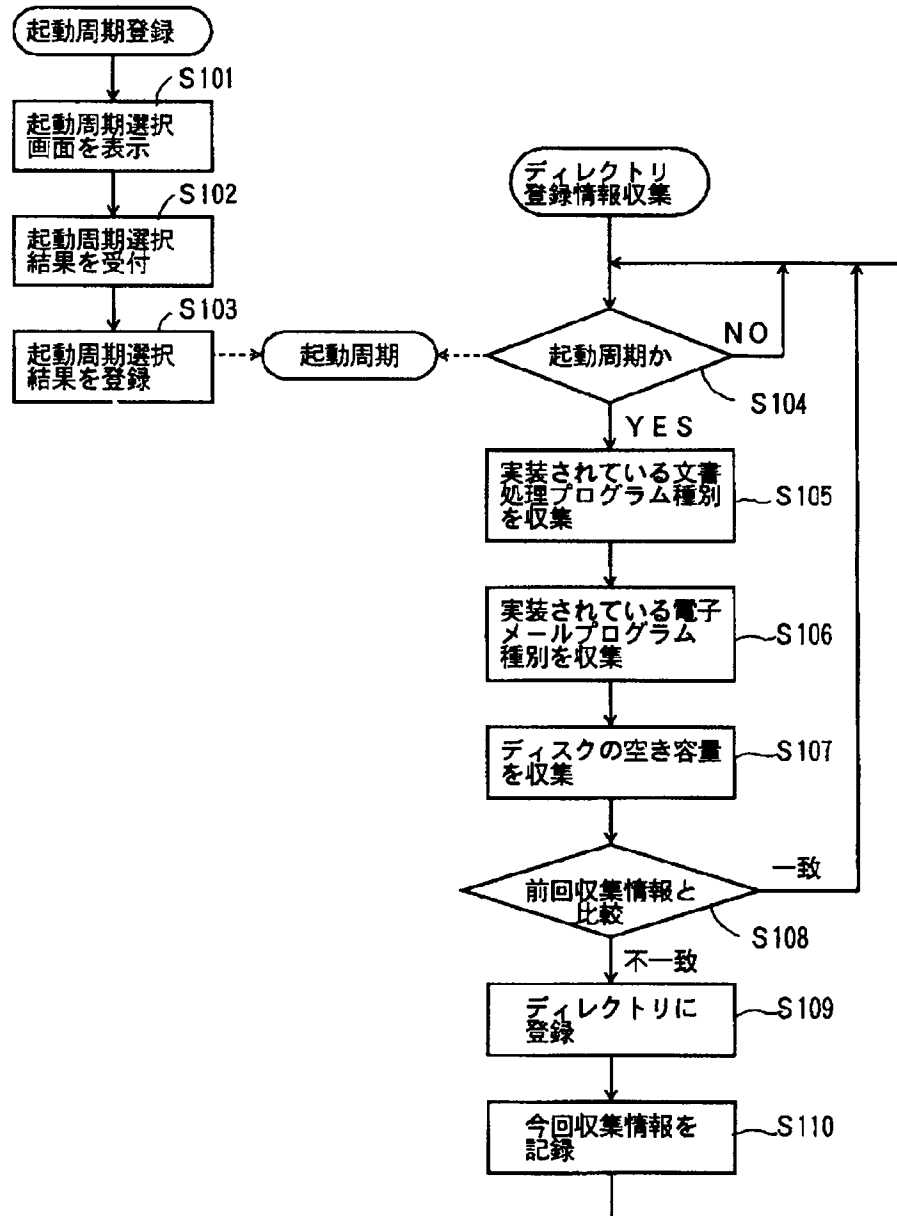 起動周期登録
S101
起動周期選択
画面を表示
S102
起動周期選択
結果を受付
S103
起動周期選択
結果を登録
起動周期
ディレクトリ
登録情報収集
起動周期か
NO
S104
YES
実装されている文書
処理プログラム種別
を収集
S105
実装されている電子
メールプログラム
種別を収集
S106
ディスクの空き容量
を収集
S107
前回収集情報と
比較
一致
S108
不一致
ディレクトリに
登録
S109
今回収集情報を
記録
S110